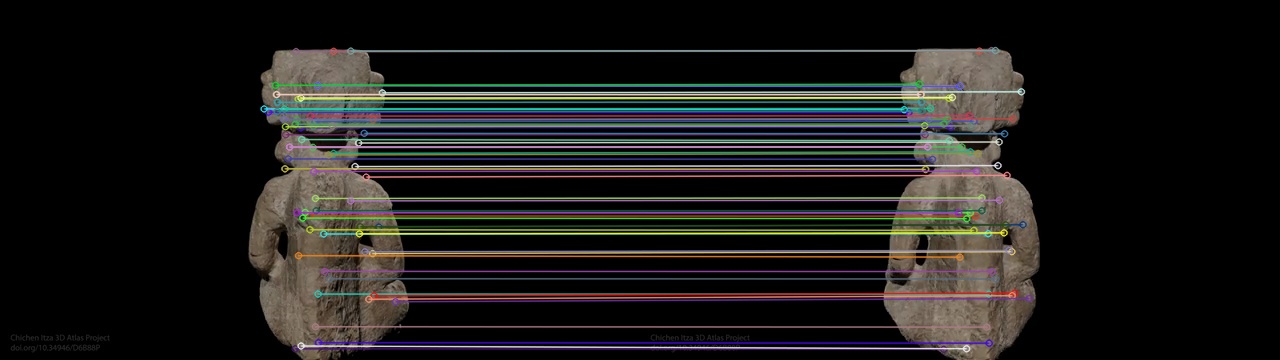 Chichen Itza 3D Atlas Project
doi.org/10.34946/D6888P
Chichen Itza 3D Atlas Project